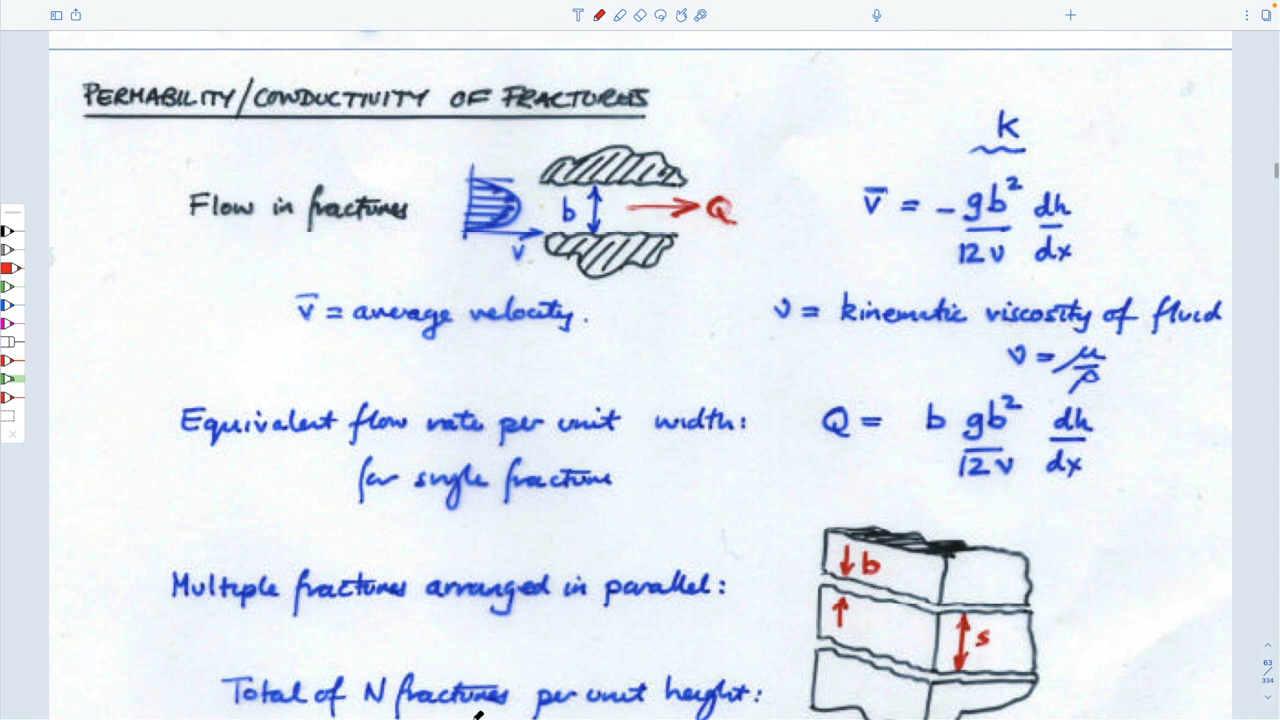 PERMABILITY/CONDUCTIVITY OF FRACTURES
k
Flow in fractures
b
Q
v
v̄ = - gb² dh
12ν dx
v̄ = average velocity.
ν = kinematic viscosity of fluid
ν = μ/ρ
Equivalent flow rate per unit width:
Q = b gb² dh
12ν dx
for single fracture
b
s
Multiple fractures arranged in parallel:
Total of N fractures per unit height:
63
/
334